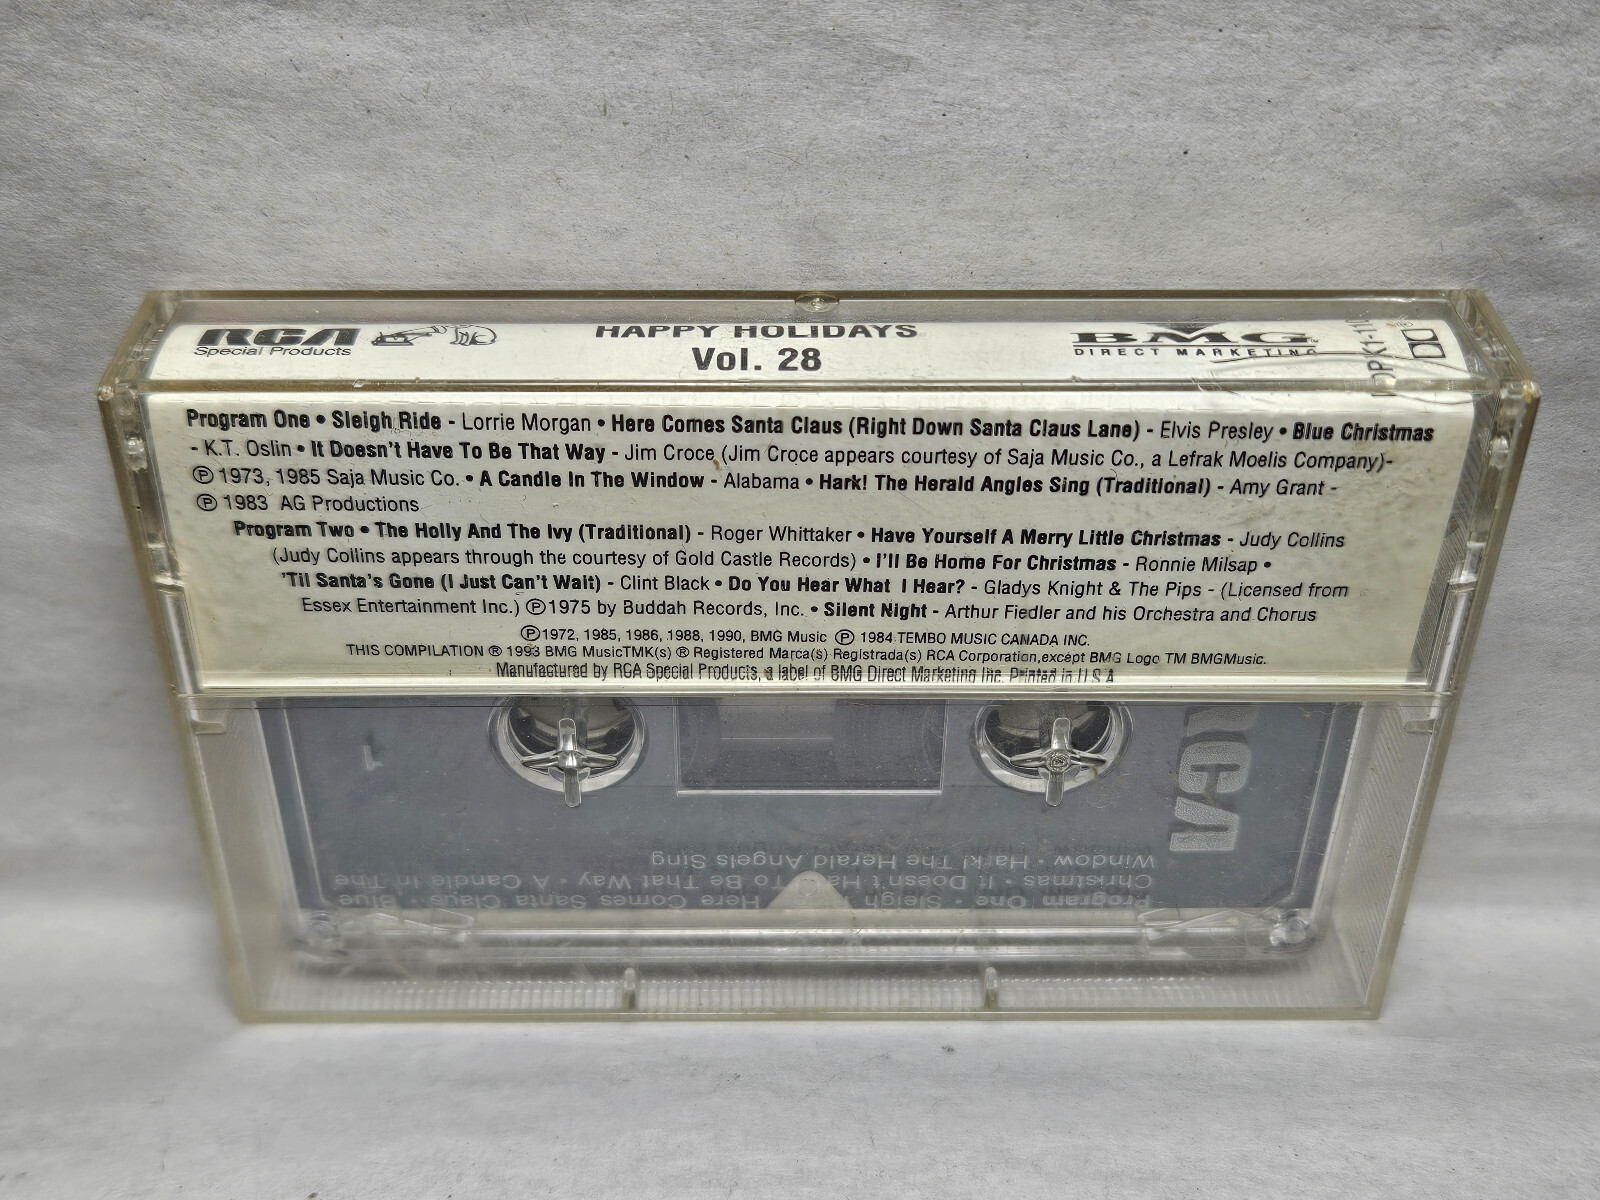 RCA
Special Products
HAPPY HOLIDAYS
Vol. 28
BMG
DIRECT MARKETING
Program One • Sleigh Ride - Lorrie Morgan • Here Comes Santa Claus (Right Down Santa Claus Lane) - Elvis Presley • Blue Christmas
- K.T. Oslin • It Doesn't Have To Be That Way - Jim Croce (Jim Croce appears courtesy of Saja Music Co., a Lefrak Moelis Company)-
℗ 1973, 1985 Saja Music Co. • A Candle In The Window - Alabama • Hark! The Herald Angles Sing (Traditional) - Amy Grant -
℗ 1983 AG Productions
Program Two • The Holly And The Ivy (Traditional) - Roger Whittaker • Have Yourself A Merry Little Christmas - Judy Collins
(Judy Collins appears through the courtesy of Gold Castle Records) • I'll Be Home For Christmas - Ronnie Milsap •
'Til Santa's Gone (I Just Can't Wait) - Clint Black • Do You Hear What I Hear? - Gladys Knight & The Pips - (Licensed from
Essex Entertainment Inc.) ℗1975 by Buddah Records, Inc. • Silent Night - Arthur Fiedler and his Orchestra and Chorus
℗1972, 1985, 1986, 1988, 1990, BMG Music ℗ 1984 TEMBO MUSIC CANADA INC.
THIS COMPILATION ® 1993 BMG MusicTMK(s) ® Registered Marca(s) Registrada(s) RCA Corporation,except BMG Logo TM BMGMusic.
Manufactured by RCA Special Products, a label of BMG Direct Marketing Inc. Printed in U.S.A
1
RCA
Program One • Sleigh Here Comes Santa Claus • Blue
Christmas • It Doesn't Have To Be That Way • A Candle In The
Window • Hark! The Herald Angels Sing